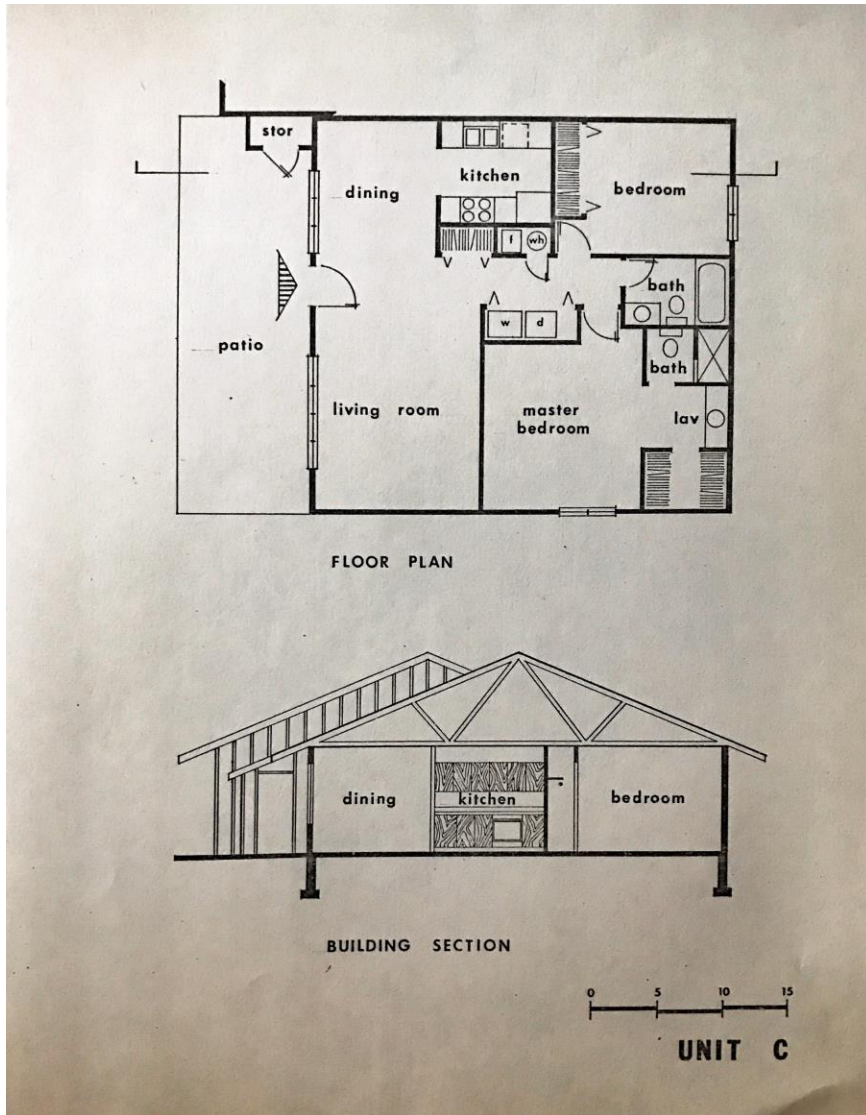 stor
dining
kitchen
bedroom
f
wh
bath
w
d
patio
bath
living room
master
bedroom
lav
FLOOR PLAN
dining
kitchen
bedroom
BUILDING SECTION
0 5 10 15
UNIT C